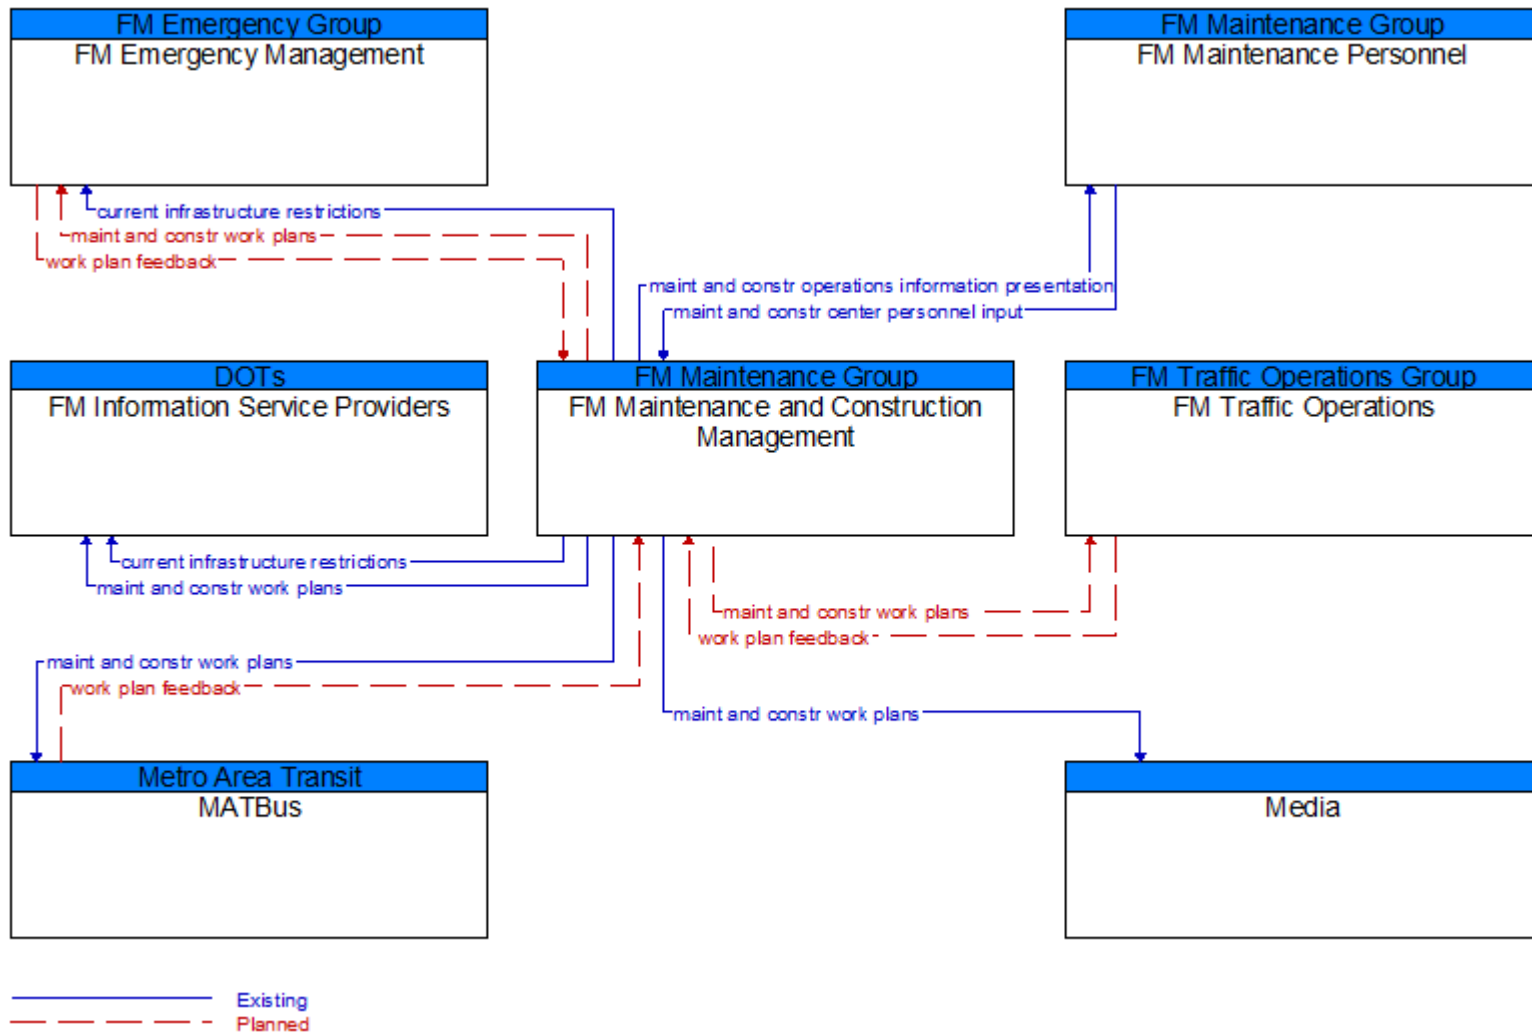 FM Emergency Group
FM Emergency Management
FM Maintenance Group
FM Maintenance Personnel
current infrastructure restrictions
maint and constr work plans
work plan feedback
maint and constr operations information presentation
maint and constr center personnel input
DOTs
FM Information Service Providers
FM Maintenance Group
FM Maintenance and Construction
Management
FM Traffic Operations Group
FM Traffic Operations
current infrastructure restrictions
maint and constr work plans
maint and constr work plans
work plan feedback
maint and constr work plans
work plan feedback
maint and constr work plans
Metro Area Transit
MATBus
Media
Existing
Planned